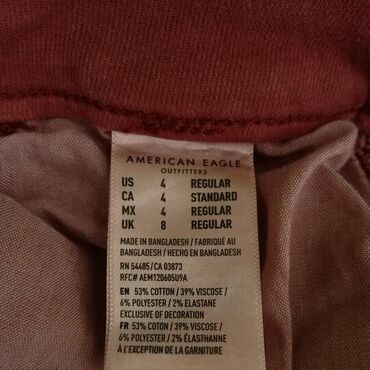 AMERICAN EAGLE
OUTFITTERS
US 4 REGULAR
CA 4 STANDARD
MX 4 REGULAR
UK 8 REGULAR
MADE IN BANGLADESH / FABRIQUÉ AU
BANGLADESH / HECHO EN BANGLADESH
RN 54485/CA 03873
RFC# AEM120605U9A
EN 53% COTTON / 39% VISCOSE /
6% POLYESTER / 2% ELASTANE
EXCLUSIVE OF DECORATION
FR 53% COTON / 39% VISCOSE /
6% POLYESTER / 2% ÉLASTHANNE
À L'EXCEPTION DE LA GARNITURE